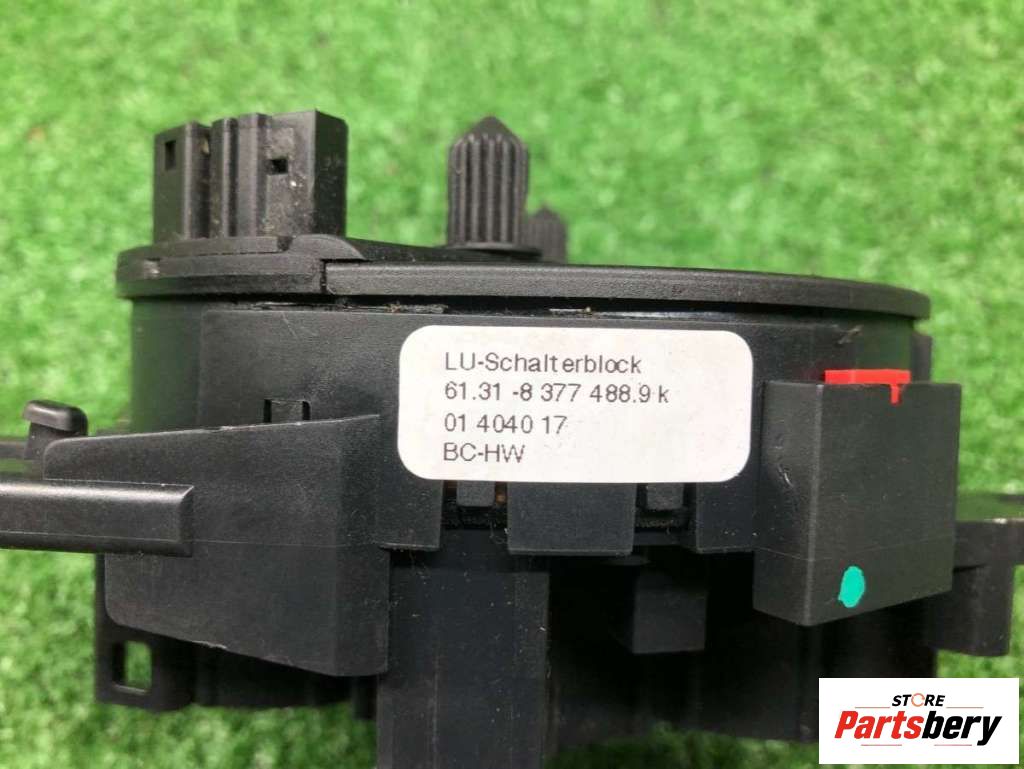 LU-Schalterblock
61.31 -8 377 488.9 k
01 4040 17
BC-HW
STORE
Partsbery